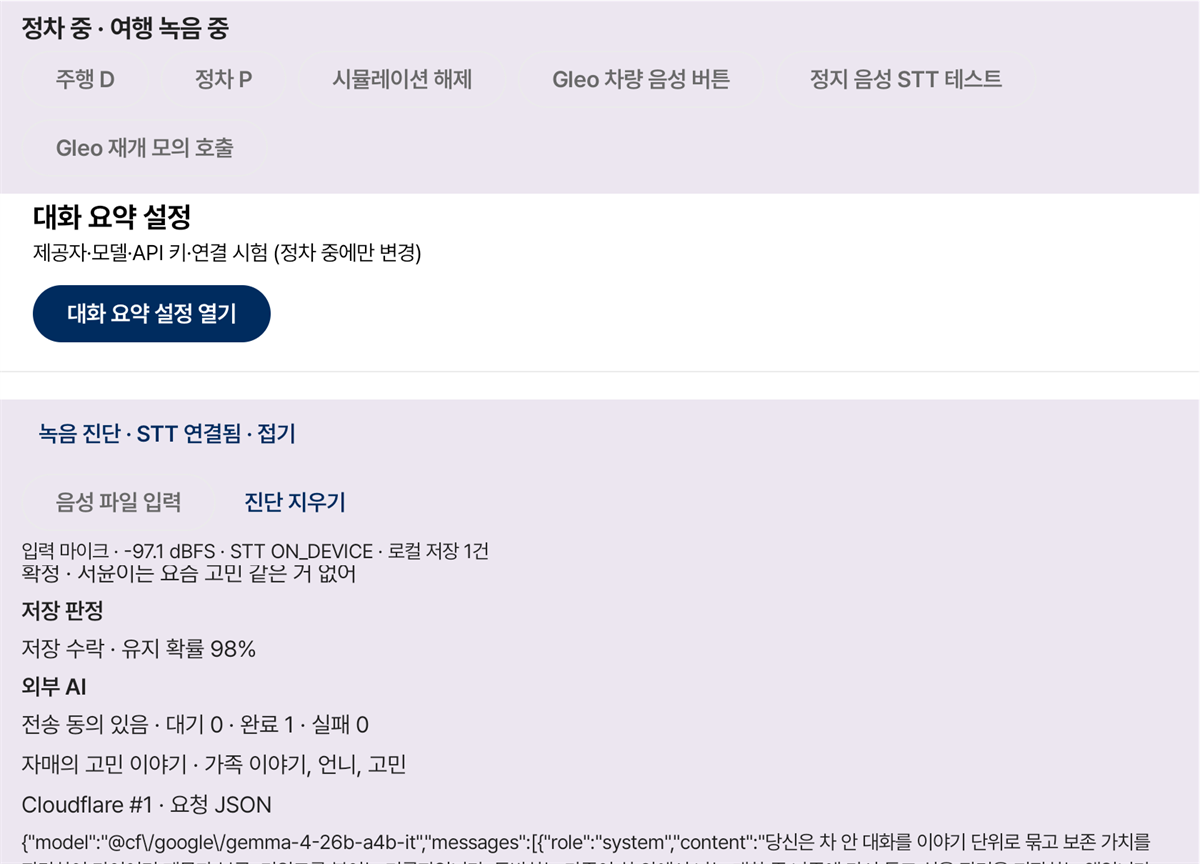 정차 중 · 여행 녹음 중
주행 D 정차 P 시뮬레이션 해제 Gleo 차량 음성 버튼 정지 음성 STT 테스트
Gleo 재개 모의 호출
대화 요약 설정
제공자·모델·API 키·연결 시험 (정차 중에만 변경)
대화 요약 설정 열기
녹음 진단 · STT 연결됨 · 접기
음성 파일 입력 진단 지우기
입력 마이크 · -97.1 dBFS · STT ON_DEVICE · 로컬 저장 1건
확정 · 서윤이는 요즘 고민 같은 거 없어
저장 판정
저장 수락 · 유지 확률 98%
외부 AI
전송 동의 있음 · 대기 0 · 완료 1 · 실패 0
자매의 고민 이야기 · 가족 이야기, 언니, 고민
Cloudflare #1 · 요청 JSON
{"model":"@cf\/google\/gemma-4-26b-a4b-it","messages":[{"role":"system","content":"당신은 차 안 대화를 이야기 단위로 묶고 보존 가치를